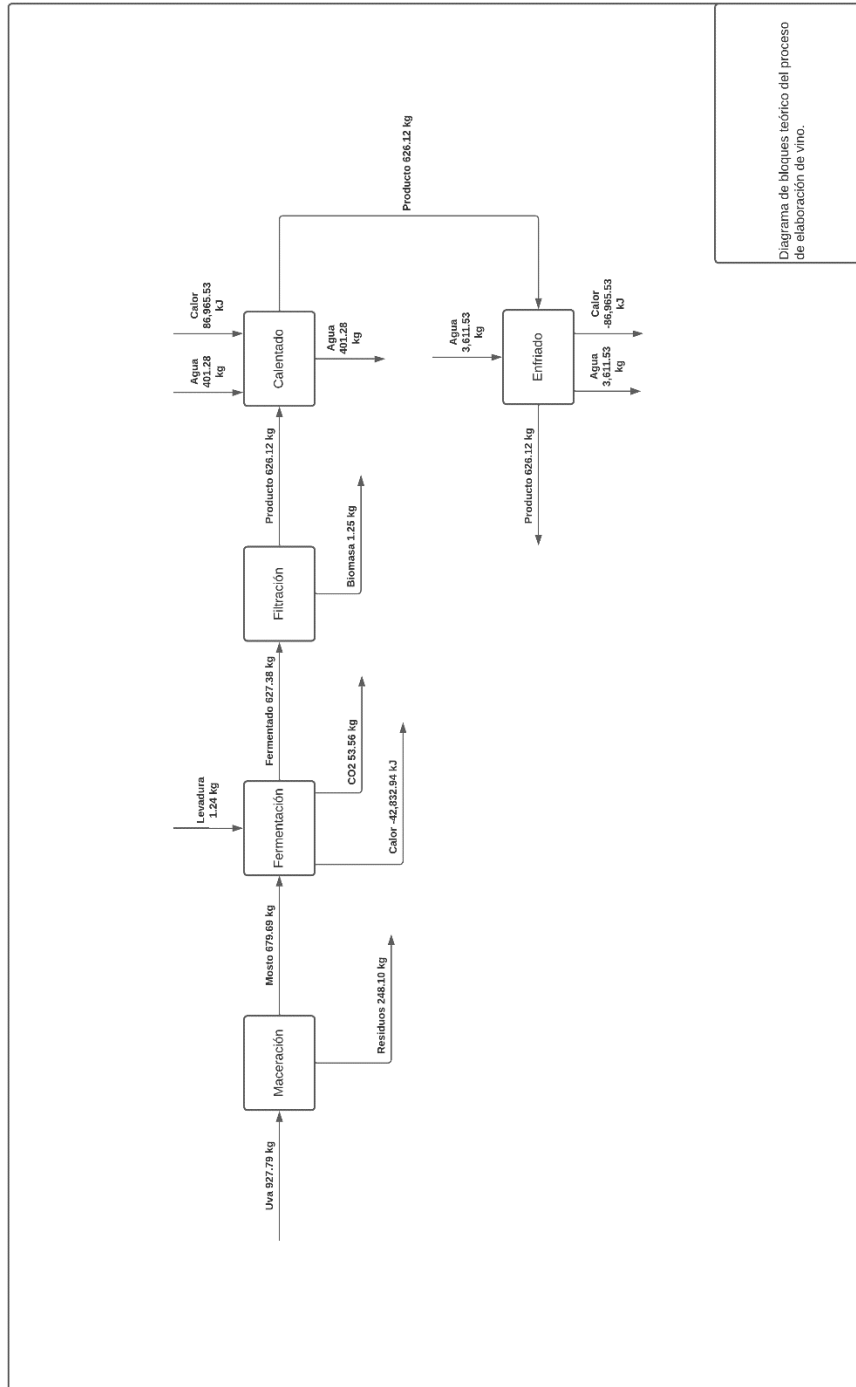 Uva 927.79 kg
Maceración
Residuos 248.10 kg
Mosto 679.69 kg
Levadura
1.24 kg
Fermentación
CO2 53.56 kg
Calor -42,832.94 kJ
Fermentado 627.38 kg
Filtración
Biomasa 1.25 kg
Producto 626.12 kg
Agua
401.28
kg
Calor
86,965.53
kJ
Calentado
Agua
401.28
kg
Producto 626.12 kg
Agua
3,611.53
kg
Enfriado
Agua
3,611.53
kg
Calor
-86,965.53
kJ
Producto 626.12 kg
Diagrama de bloques teórico del proceso
de elaboración de vino.